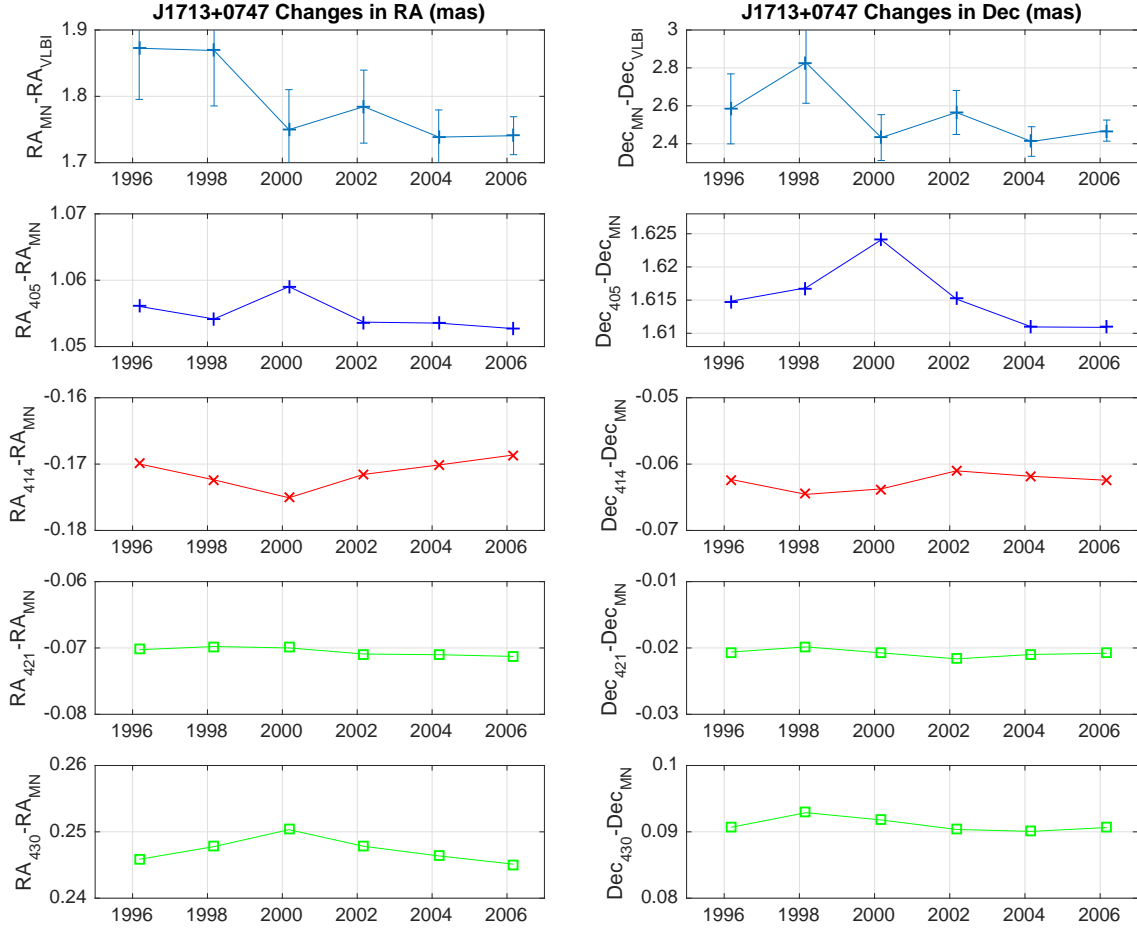 J1713+0747 Changes in RA (mas)
RA_MN-RA_VLBI
1.9
1.8
1.7
1996 1998 2000 2002 2004 2006
RA_405-RA_MN
1.07
1.06
1.05
1996 1998 2000 2002 2004 2006
RA_414-RA_MN
-0.16
-0.17
-0.18
1996 1998 2000 2002 2004 2006
RA_421-RA_MN
-0.06
-0.07
-0.08
1996 1998 2000 2002 2004 2006
RA_430-RA_MN
0.26
0.25
0.24
1996 1998 2000 2002 2004 2006
J1713+0747 Changes in Dec (mas)
Dec_MN-Dec_VLBI
3
2.8
2.6
2.4
1996 1998 2000 2002 2004 2006
Dec_405-Dec_MN
1.625
1.62
1.615
1.61
1996 1998 2000 2002 2004 2006
Dec_414-Dec_MN
-0.05
-0.06
-0.07
1996 1998 2000 2002 2004 2006
Dec_421-Dec_MN
-0.01
-0.02
-0.03
1996 1998 2000 2002 2004 2006
Dec_430-Dec_MN
0.1
0.09
0.08
1996 1998 2000 2002 2004 2006